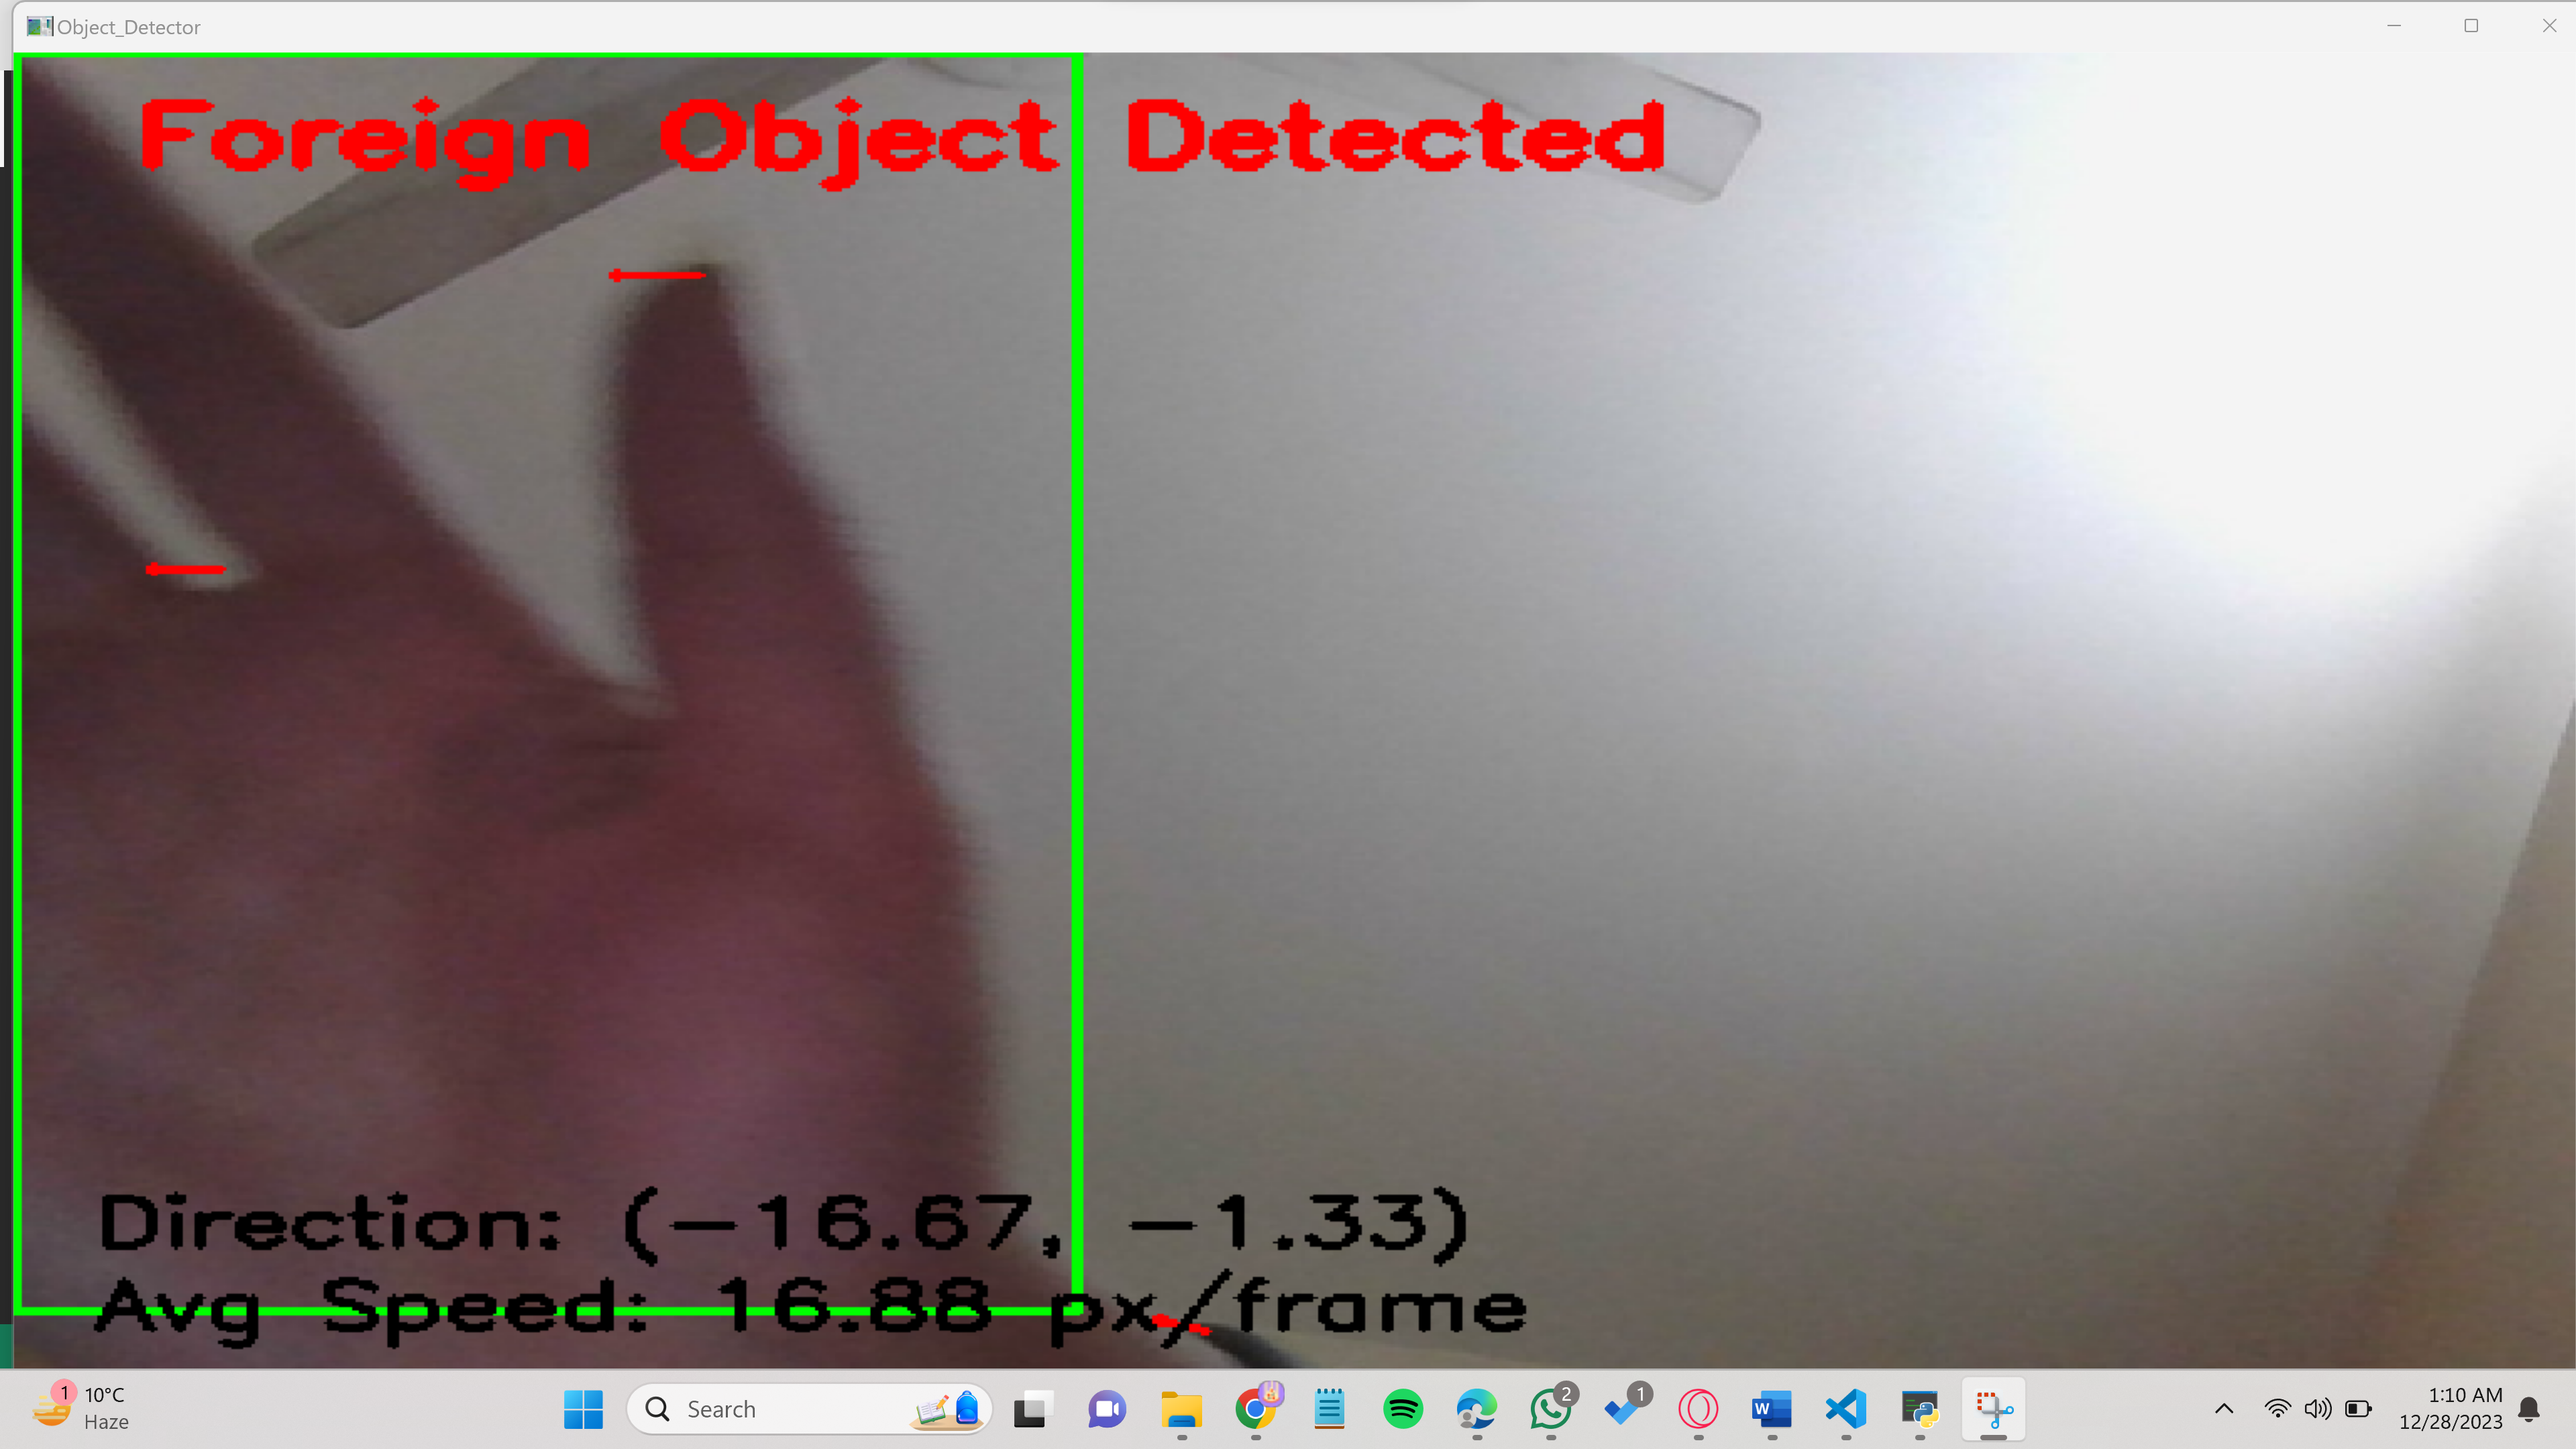 Object_Detector
Foreign Object Detected
Direction: (-16.67, -1.33)
Avg Speed: 16.88 px/frame
1
10°C
Haze
Search
2
1
W
1:10 AM
12/28/2023